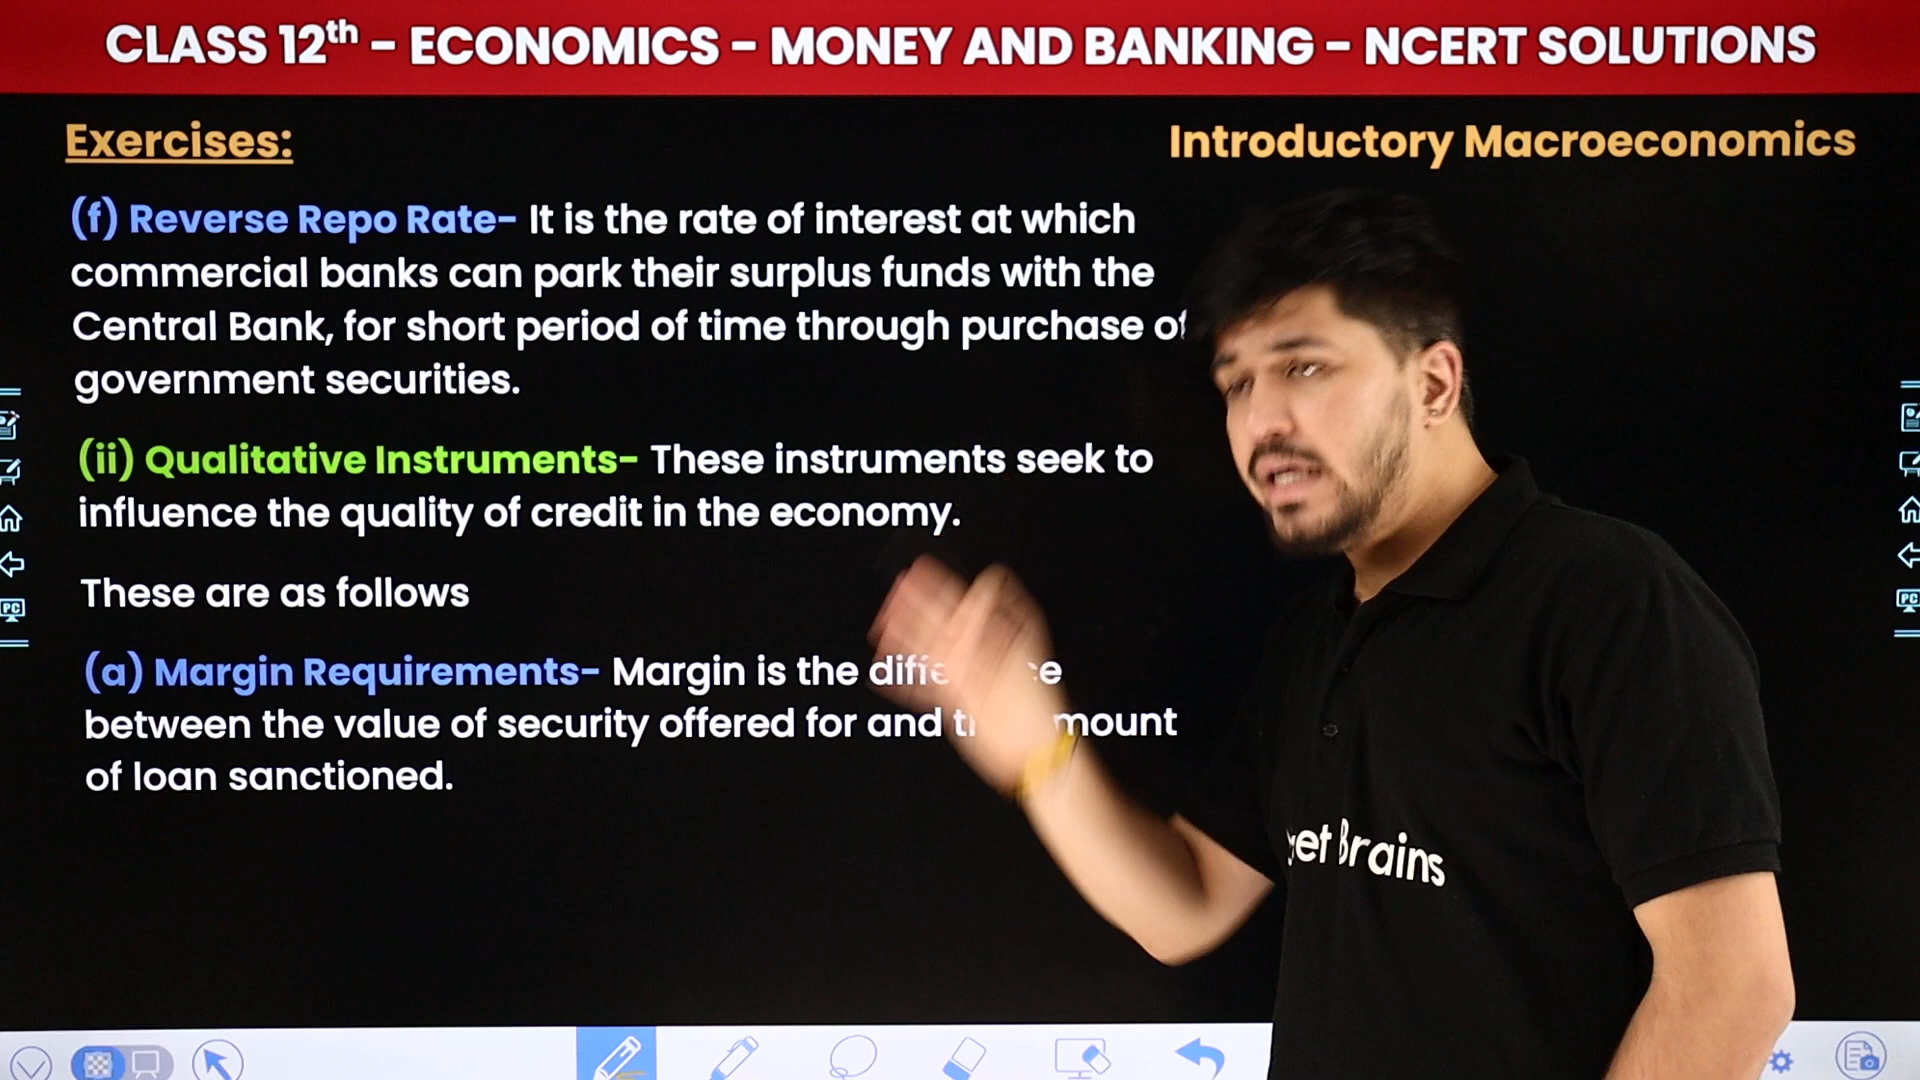 CLASS 12th - ECONOMICS - MONEY AND BANKING - NCERT SOLUTIONS
Exercises:
Introductory Macroeconomics
(f) Reverse Repo Rate- It is the rate of interest at which
commercial banks can park their surplus funds with the
Central Bank, for short period of time through purchase of
government securities.
(ii) Qualitative Instruments- These instruments seek to
influence the quality of credit in the economy.
These are as follows
(a) Margin Requirements- Margin is the
between the value of security offered for and
of loan sanctioned.
Brains
PC
PC